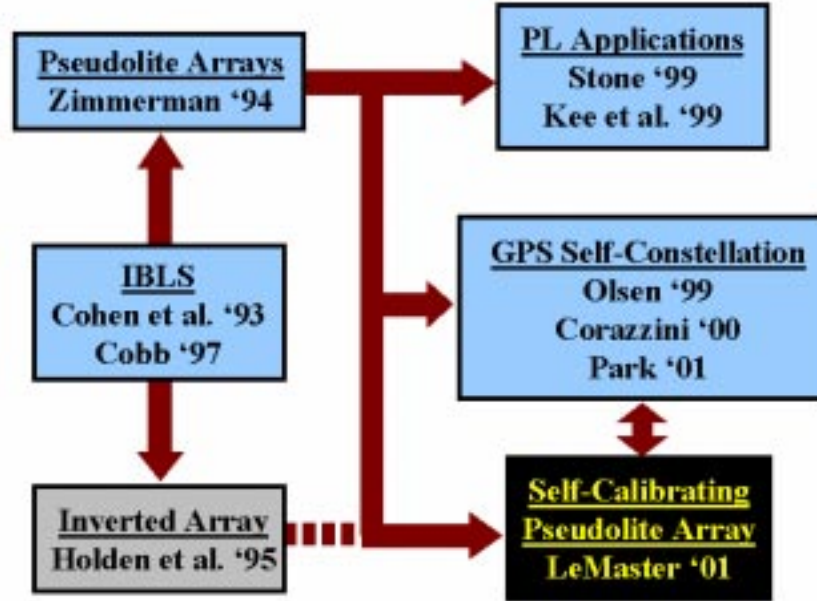 Pseudolite Arrays
Zimmerman ‘94
PL Applications
Stone ‘99
Kee et al. ‘99
IBLS
Cohen et al. ‘93
Cobb ‘97
GPS Self-Constellation
Olsen ‘99
Corazzini ‘00
Park ‘01
Inverted Array
Holden et al. ‘95
Self-Calibrating
Pseudolite Array
LeMaster ‘01